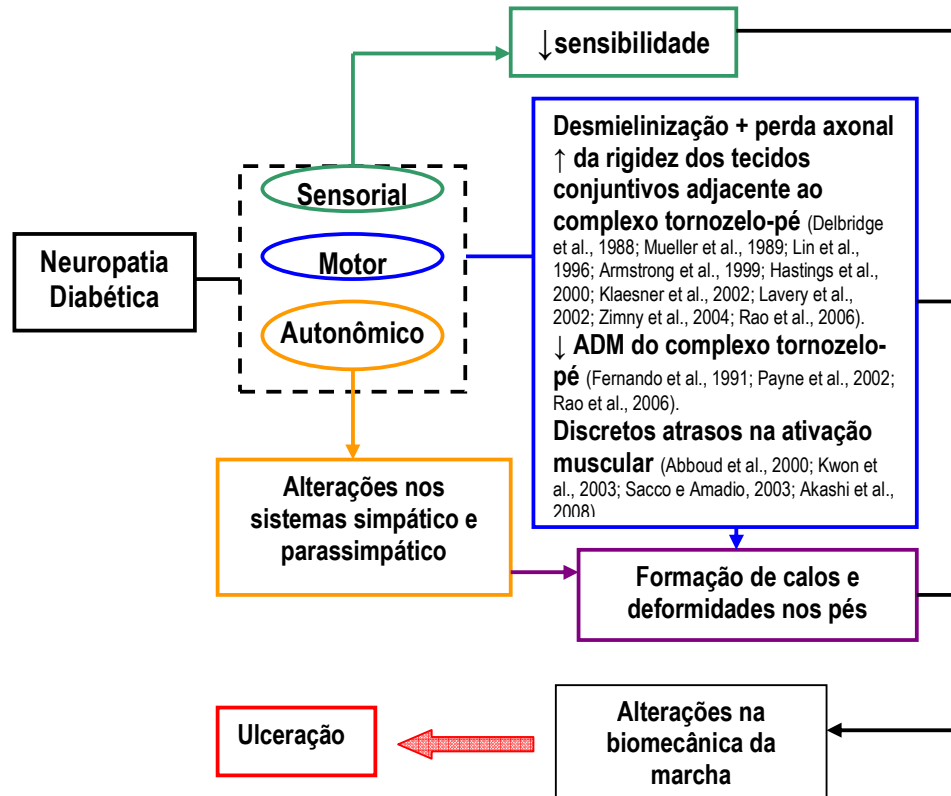 ↓sensibilidade
Sensorial
Motor
Autonômico
Neuropatia
Diabética
Desmielinização + perda axonal
↑ da rigidez dos tecidos
conjuntivos adjacente ao
complexo tornozelo-pé (Delbridge
et al., 1988; Mueller et al., 1989; Lin et al.,
1996; Armstrong et al., 1999; Hastings et al.,
2000; Klaesner et al., 2002; Lavery et al.,
2002; Zimny et al., 2004; Rao et al., 2006).
↓ ADM do complexo tornozelo-
pé (Fernando et al., 1991; Payne et al., 2002;
Rao et al., 2006).
Discretos atrasos na ativação
muscular (Abboud et al., 2000; Kwon et
al., 2003; Sacco e Amadio, 2003; Akashi et al.,
2008)
Alterações nos
sistemas simpático e
parassimpático
Formação de calos e
deformidades nos pés
Ulceração
Alterações na
biomecânica da
marcha